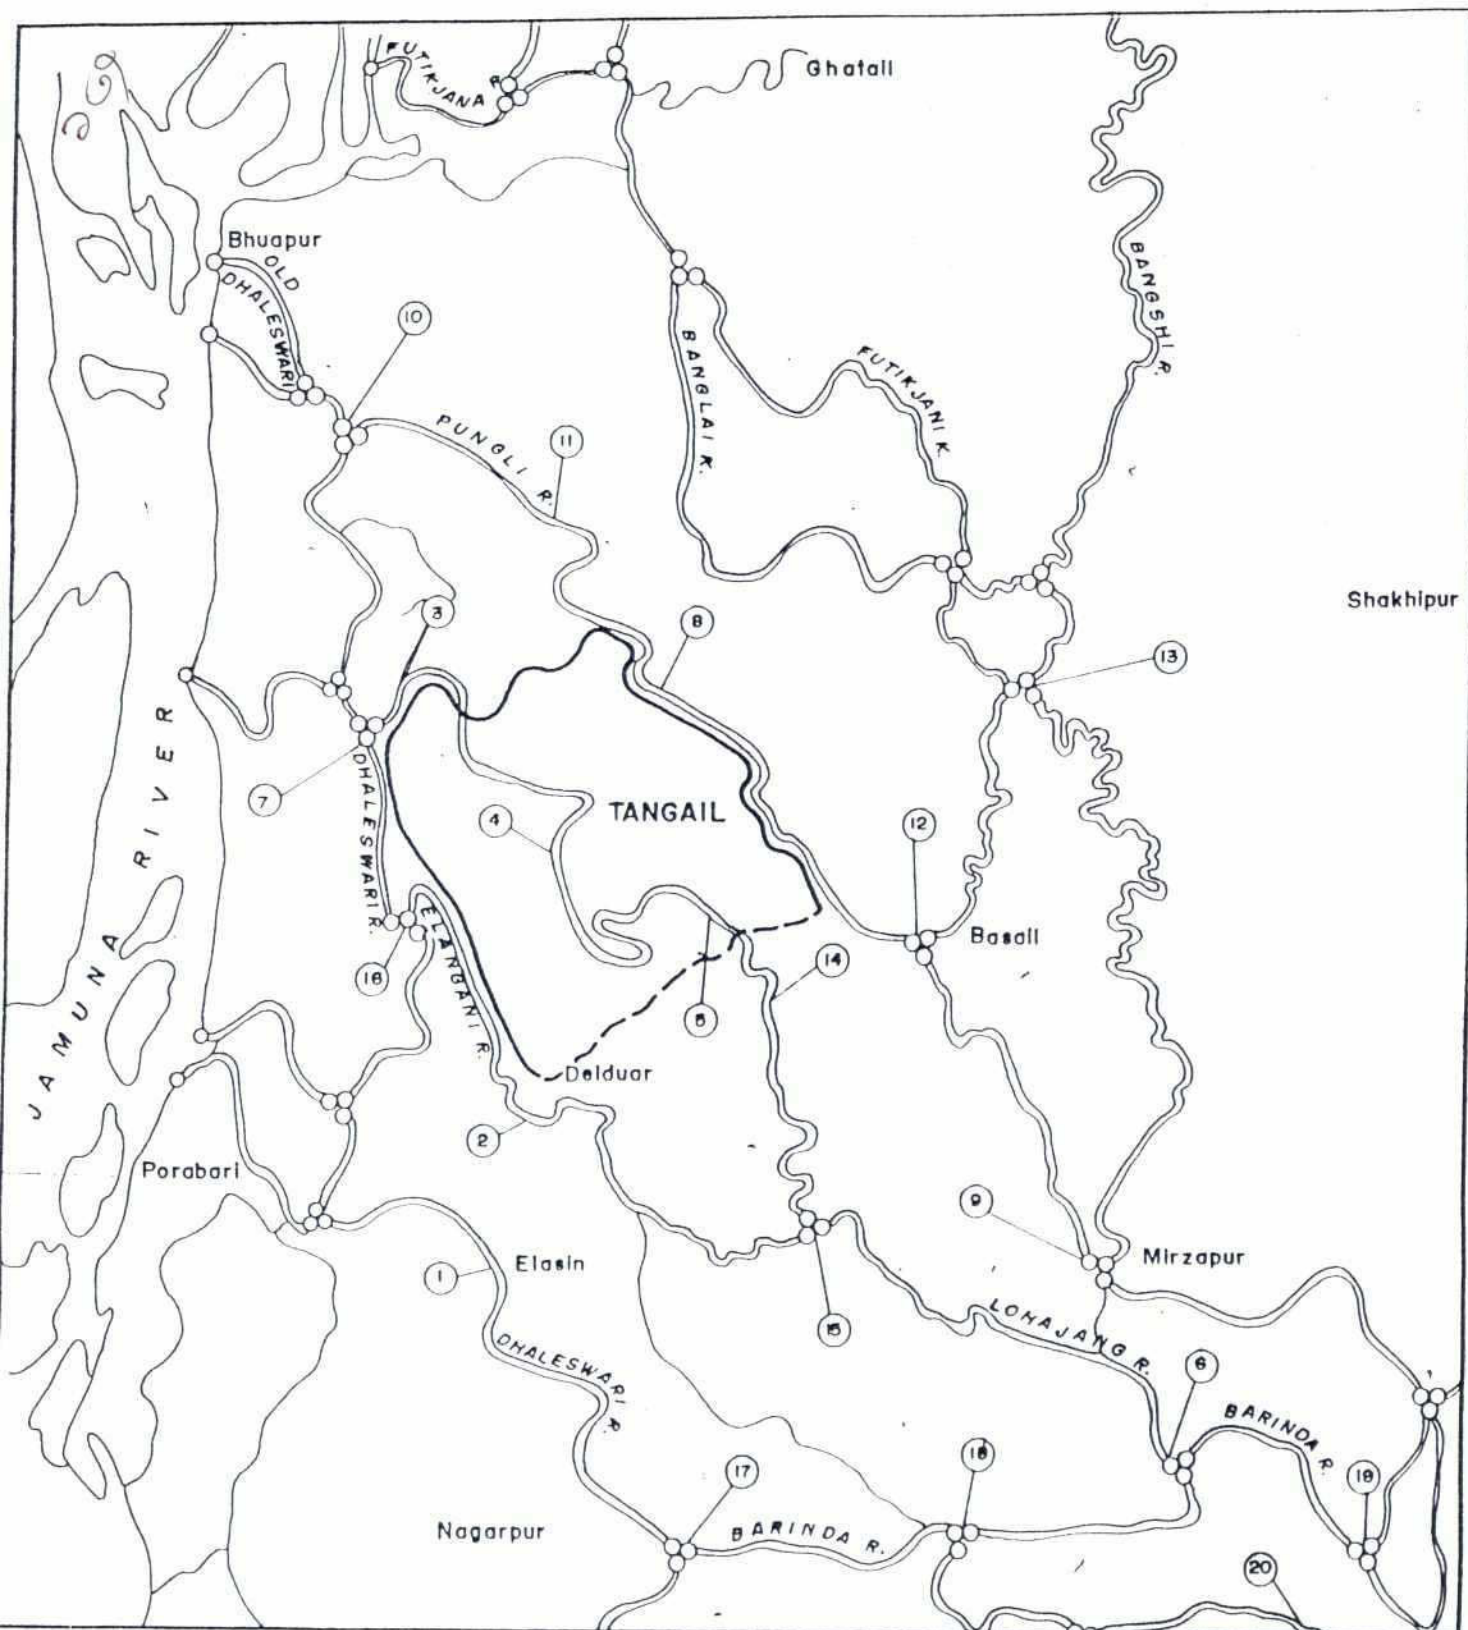 FUTIKJANA R
Ghatail
Bhuapur
OLD
DHALESWARI
BANGSHI R.
10
PUNGLI R.
11
BANGLAI K.
FUTIKJANI K.
Shakhipur
3
8
13
JAMUNA RIVER
7
DHALESWARI R.
4
TANGAIL
12
Basail
ELANGANI R.
14
5
Delduar
2
Porabari
9
Mirzapur
1
Elasin
15
LOHAJANG R.
DHALESWARI R.
6
BARINDA R.
17
19
Nagarpur
BARINDA R.
20